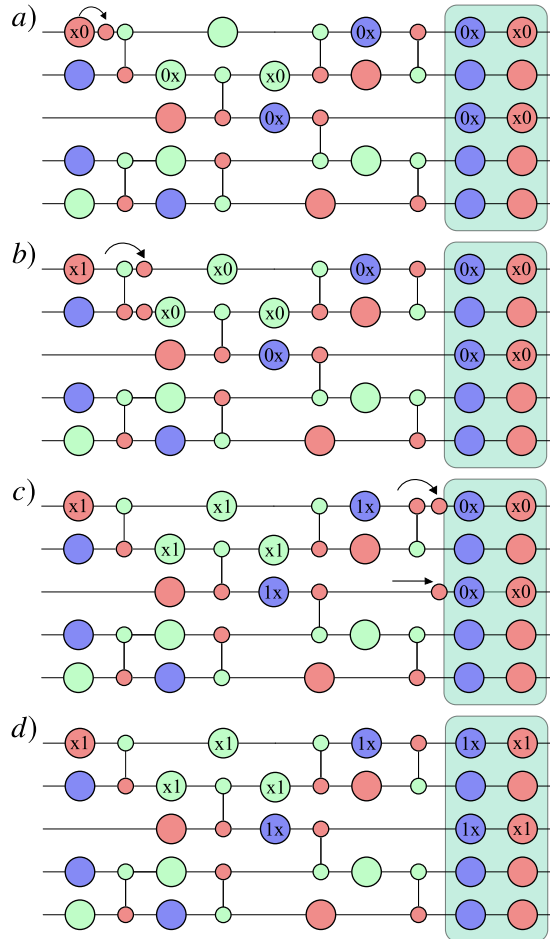 a)
x0 0x 0x x0
0x x0
0x 0x x0
b)
x1 x0 0x 0x x0
x0 x0
0x 0x x0
c)
x1 x1 1x 0x x0
x1 x1
1x 0x x0
d)
x1 x1 1x 1x x1
x1 x1
1x 1x x1